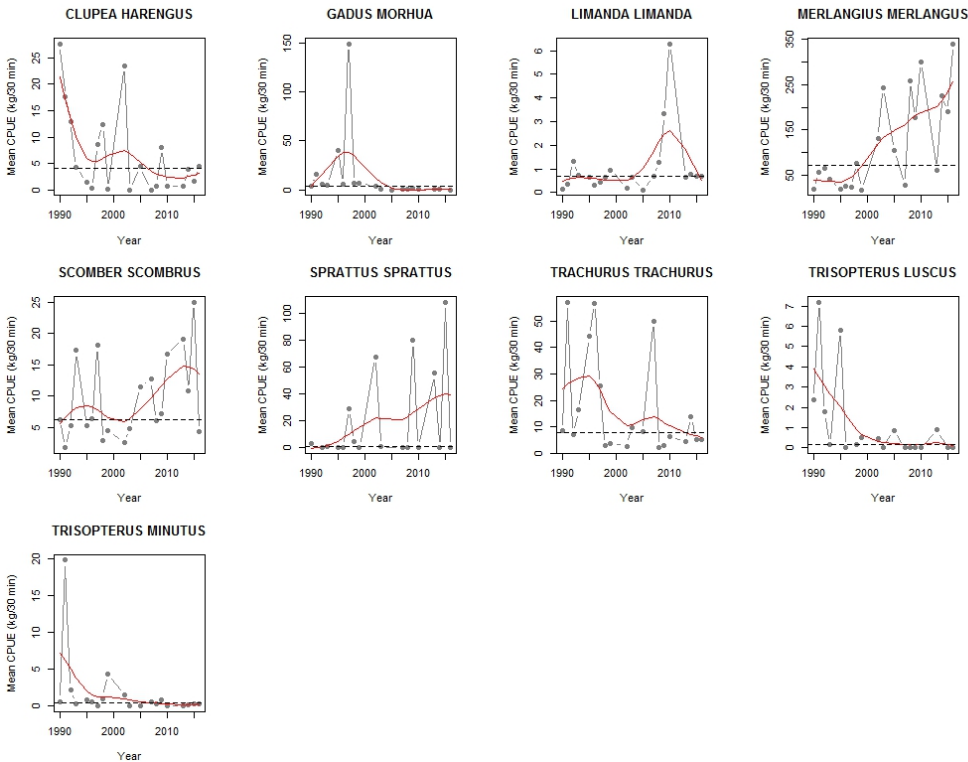 CLUPEA HARENGUS
Mean CPUE (kg/30 min)
25
20
15
10
5
0
1990 2000 2010
Year
GADUS MORHUA
Mean CPUE (kg/30 min)
150
100
50
0
1990 2000 2010
Year
LIMANDA LIMANDA
Mean CPUE (kg/30 min)
6
5
4
3
2
1
0
1990 2000 2010
Year
MERLANGIUS MERLANGUS
Mean CPUE (kg/30 min)
350
250
150
50
1990 2000 2010
Year
SCOMBER SCOMBRUS
Mean CPUE (kg/30 min)
25
20
15
10
5
1990 2000 2010
Year
SPRATTUS SPRATTUS
Mean CPUE (kg/30 min)
100
80
60
40
20
0
1990 2000 2010
Year
TRACHURUS TRACHURUS
Mean CPUE (kg/30 min)
50
40
30
20
10
0
1990 2000 2010
Year
TRISOPTERUS LUSCUS
Mean CPUE (kg/30 min)
7
6
5
4
3
2
1
0
1990 2000 2010
Year
TRISOPTERUS MINUTUS
Mean CPUE (kg/30 min)
20
15
10
5
0
1990 2000 2010
Year